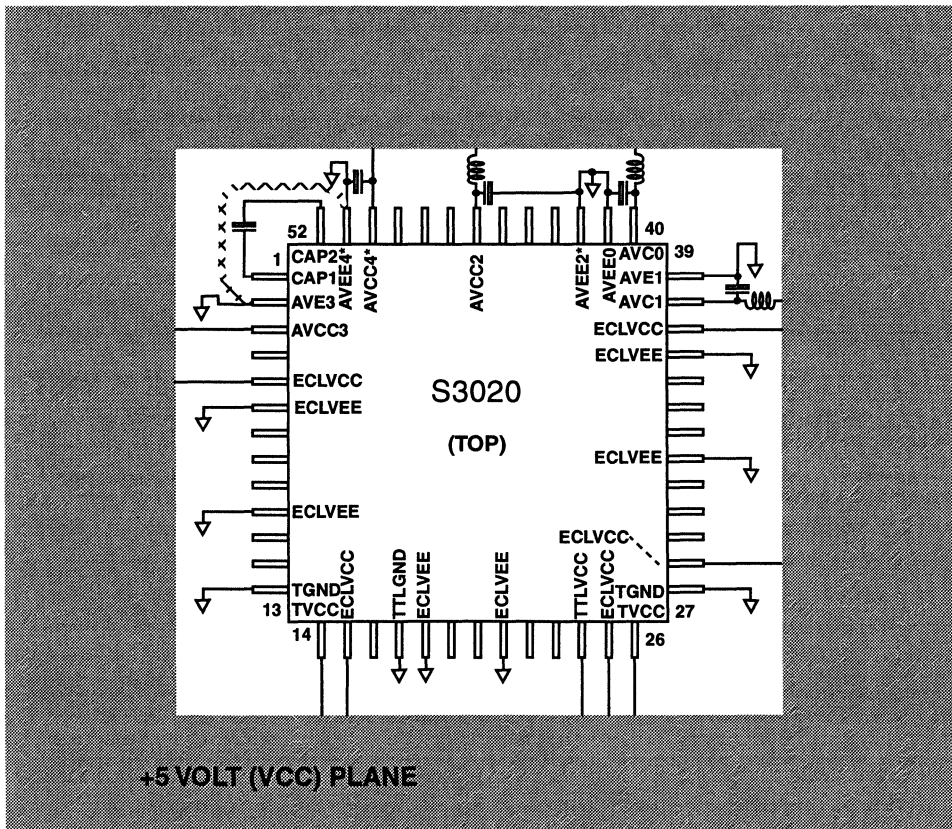 52
40
1
CAP2
AVEE4*
AVCC4*
AVCC2
AVEE2*
AVEE0
AVC0
39
CAP1
AVE1
AVE3
AVC1
AVCC3
ECLVCC
ECLVEE
ECLVCC
S3020
ECLVEE
(TOP)
ECLVEE
ECLVEE
ECLVCC
TGND
ECLVCC
TTLGND
ECLVEE
ECLVEE
TTLVCC
ECLVCC
TGND
13
TVCC
TVCC
27
14
26
+5 VOLT (VCC) PLANE